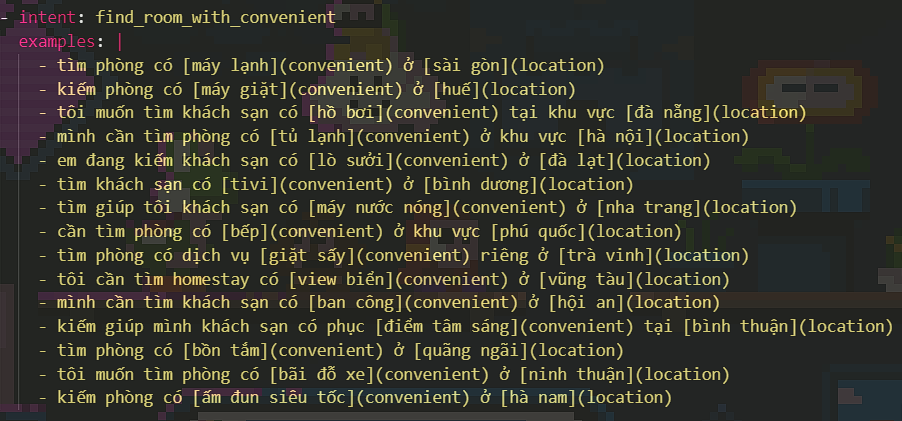 - intent: find_room_with_convenient
examples: |
- tìm phòng có [máy lạnh](convenient) ở [sài gòn](location)
- kiếm phòng có [máy giặt](convenient) ở [huế](location)
- tôi muốn tìm khách sạn có [hồ bơi](convenient) tại khu vực [đà nẵng](location)
- mình cần tìm phòng có [tủ lạnh](convenient) ở khu vực [hà nội](location)
- em đang kiếm khách sạn có [lò sưởi](convenient) ở [đà lạt](location)
- tìm khách sạn có [tivi](convenient) ở [bình dương](location)
- tìm giúp tôi khách sạn có [máy nước nóng](convenient) ở [nha trang](location)
- cần tìm phòng có [bếp](convenient) ở khu vực [phú quốc](location)
- tìm phòng có dịch vụ [giặt sấy](convenient) riêng ở [trà vinh](location)
- tôi cần tìm homestay có [view biển](convenient) ở [vũng tàu](location)
- mình cần tìm khách sạn có [ban công](convenient) ở [hội an](location)
- kiếm giúp mình khách sạn có phục [điểm tâm sáng](convenient) tại [bình thuận](location)
- tìm phòng có [bồn tắm](convenient) ở [quãng ngãi](location)
- tôi muốn tìm phòng có [bãi đỗ xe](convenient) ở [ninh thuận](location)
- kiếm phòng có [ấm đun siêu tốc](convenient) ở [hà nam](location)